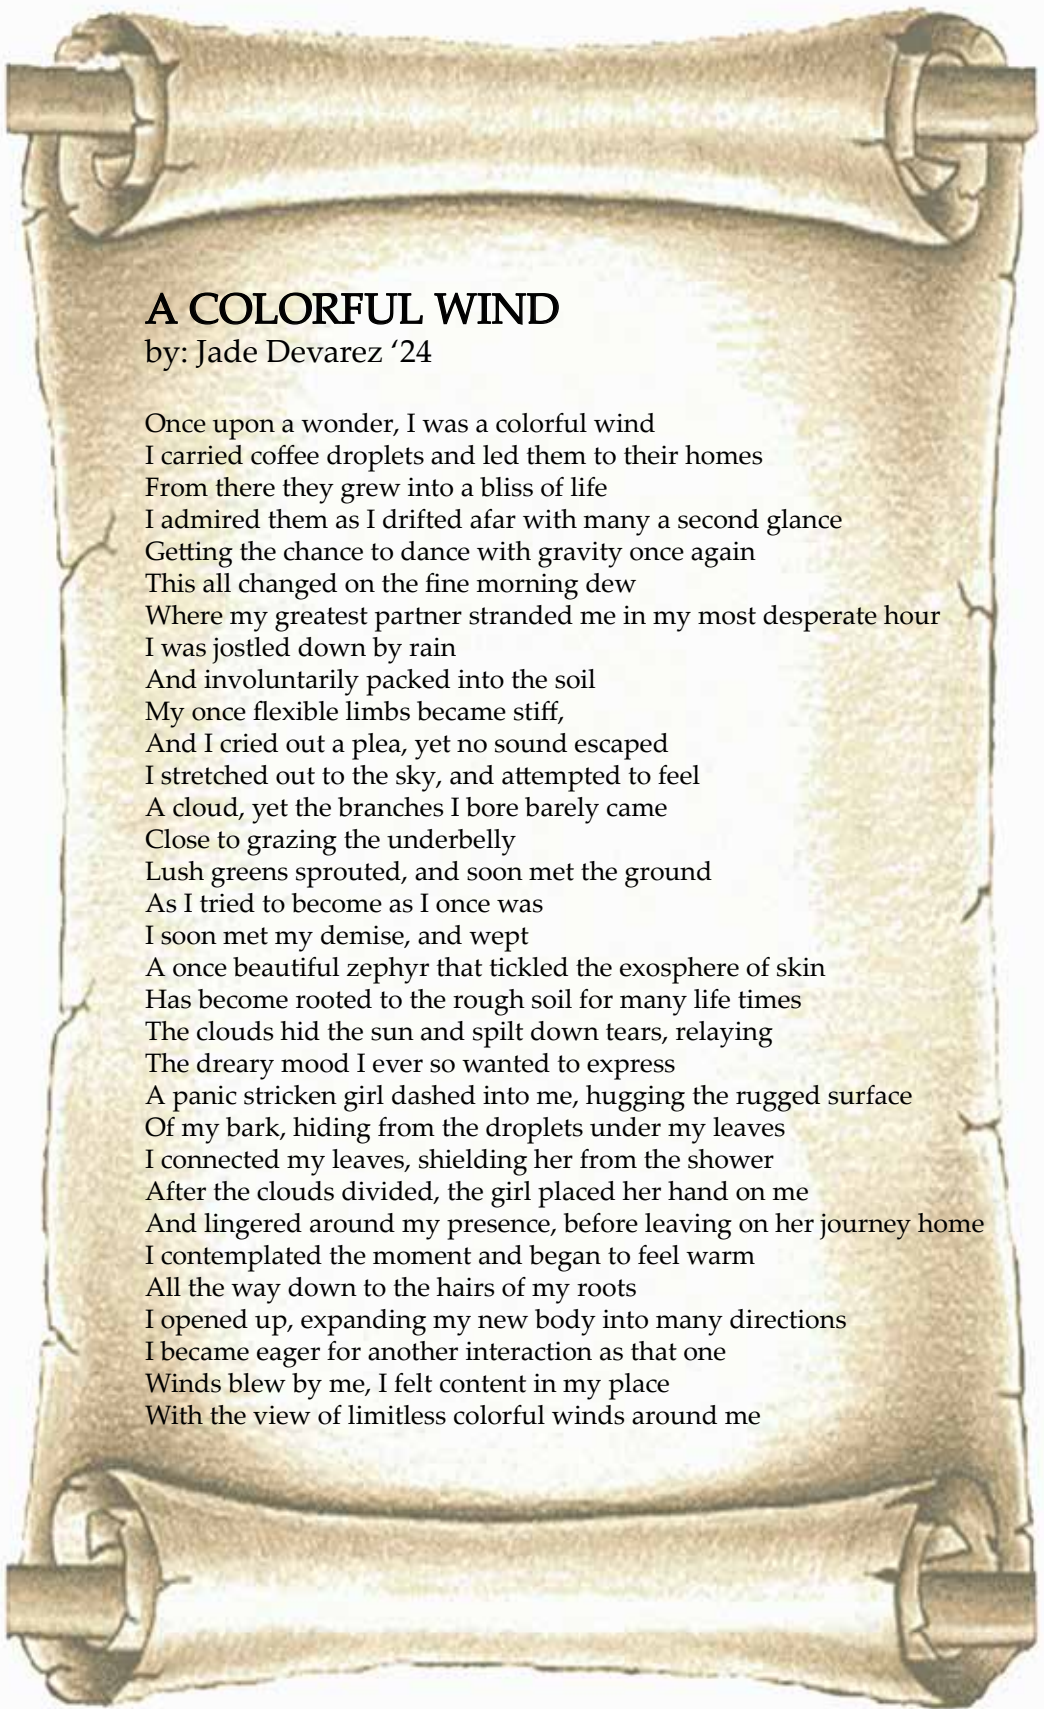 A COLORFUL WIND
by: Jade Devarez ‘24
Once upon a wonder, I was a colorful wind
I carried coffee droplets and led them to their homes
From there they grew into a bliss of life
I admired them as I drifted afar with many a second glance
Getting the chance to dance with gravity once again
This all changed on the fine morning dew
Where my greatest partner stranded me in my most desperate hour
I was jostled down by rain
And involuntarily packed into the soil
My once flexible limbs became stiff,
And I cried out a plea, yet no sound escaped
I stretched out to the sky, and attempted to feel
A cloud, yet the branches I bore barely came
Close to grazing the underbelly
Lush greens sprouted, and soon met the ground
As I tried to become as I once was
I soon met my demise, and wept
A once beautiful zephyr that tickled the exosphere of skin
Has become rooted to the rough soil for many life times
The clouds hid the sun and spilt down tears, relaying
The dreary mood I ever so wanted to express
A panic stricken girl dashed into me, hugging the rugged surface
Of my bark, hiding from the droplets under my leaves
I connected my leaves, shielding her from the shower
After the clouds divided, the girl placed her hand on me
And lingered around my presence, before leaving on her journey home
I contemplated the moment and began to feel warm
All the way down to the hairs of my roots
I opened up, expanding my new body into many directions
I became eager for another interaction as that one
Winds blew by me, I felt content in my place
With the view of limitless colorful winds around me